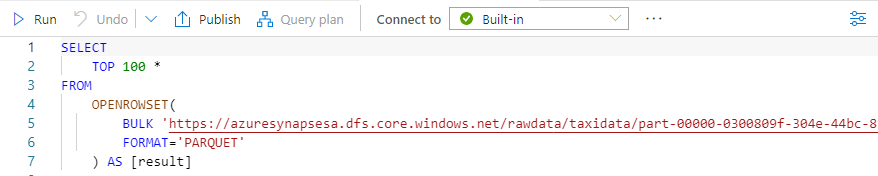 Run Undo Publish Query plan Connect to Built-in ...
1 SELECT
2 TOP 100 *
3 FROM
4 OPENROWSET(
5 BULK 'https://azuresynapsesa.dfs.core.windows.net/rawdata/taxidata/part-00000-0300809f-304e-44bc-8
6 FORMAT='PARQUET'
7 ) AS [result]